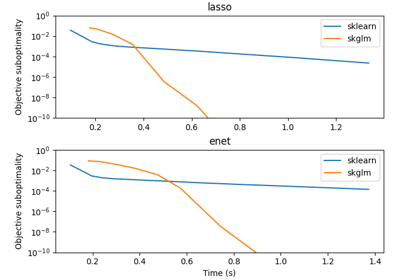 lasso
Objective suboptimality
10^0
10^-2
10^-4
10^-6
10^-8
10^-10
sklearn
skglm
0.2 0.4 0.6 0.8 1.0 1.2
enet
Objective suboptimality
10^0
10^-2
10^-4
10^-6
10^-8
10^-10
sklearn
skglm
0.2 0.4 0.6 0.8 1.0 1.2 1.4
Time (s)